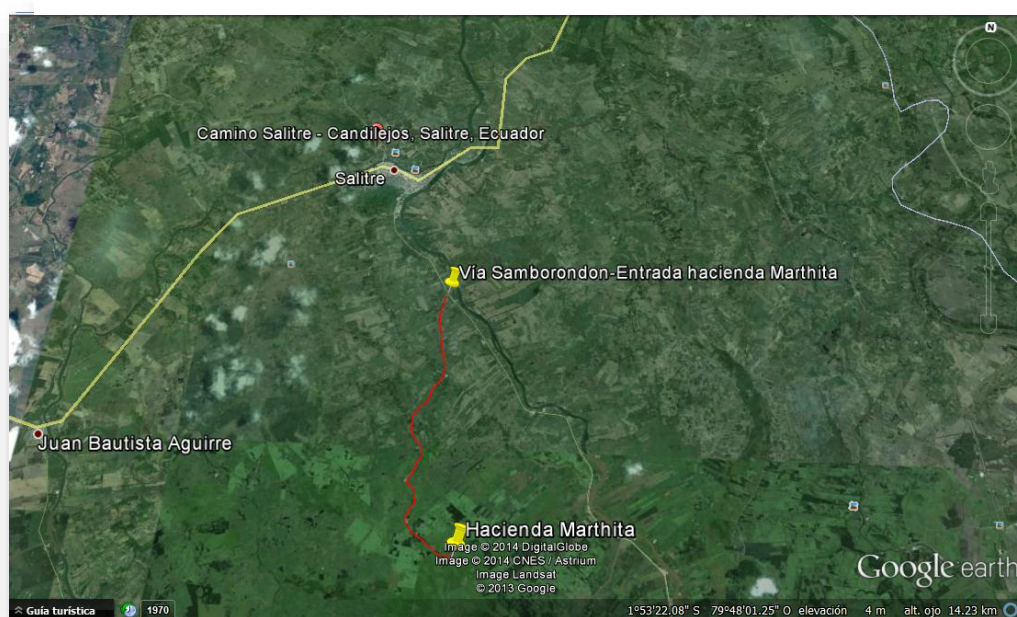 N
Camino Salitre - Candilejos, Salitre, Ecuador
Salitre
Vía Samborondon-Entrada hacienda Marthita
Juan Bautista Aguirre
Hacienda Marthita
Image © 2014 DigitalGlobe
Image © 2014 CNES / Astrium
Image Landsat
© 2013 Google
Google earth
Guía turística
1970
1°53'22.08" S 79°48'01.25" O elevación 4 m alt. ojo 14.23 km